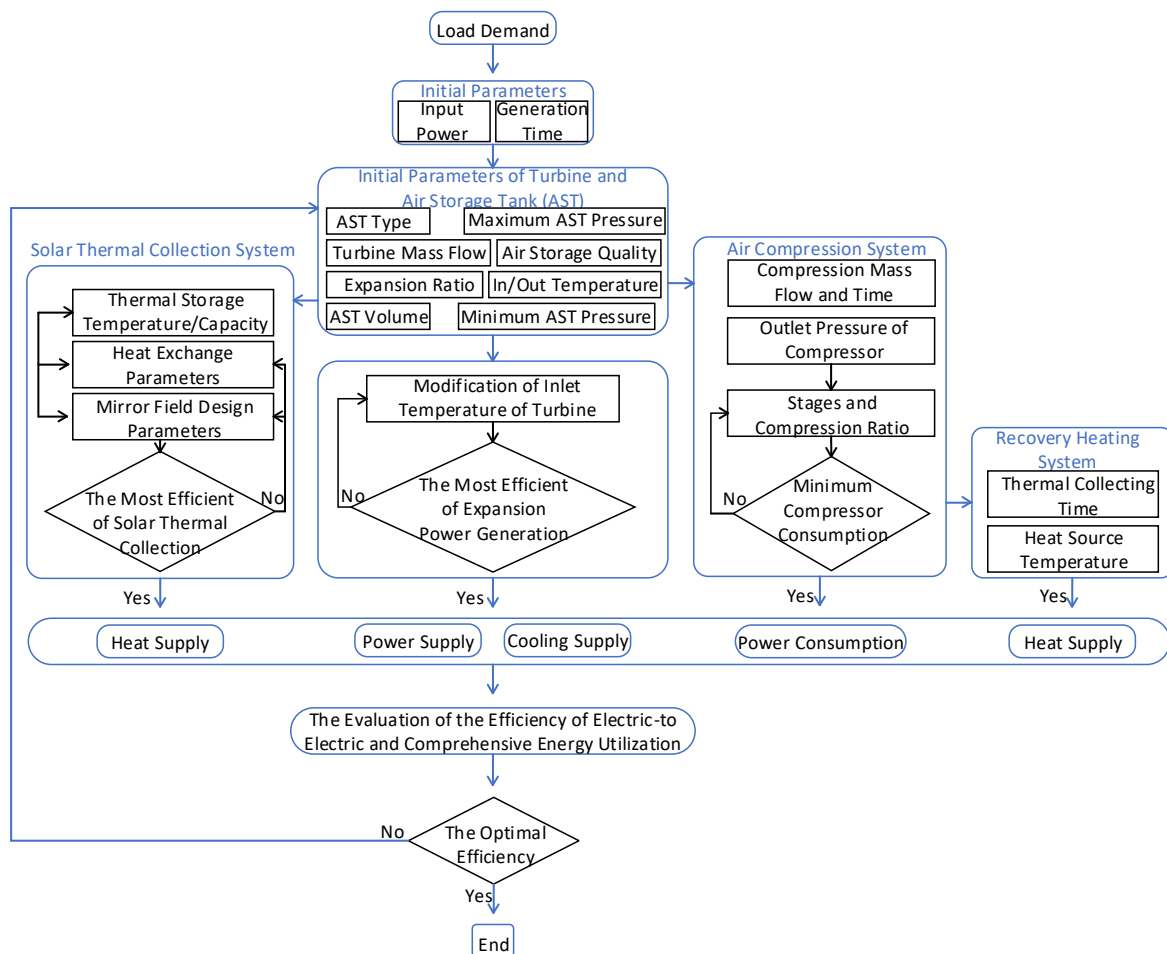 Load Demand
Initial Parameters
Input
Power
Generation
Time
Initial Parameters of Turbine and
Air Storage Tank (AST)
AST Type
Maximum AST Pressure
Turbine Mass Flow
Air Storage Quality
Expansion Ratio
In/Out Temperature
AST Volume
Minimum AST Pressure
Solar Thermal Collection System
Thermal Storage
Temperature/Capacity
Heat Exchange
Parameters
Mirror Field Design
Parameters
The Most Efficient
of Solar Thermal
Collection
No
Yes
Modification of Inlet
Temperature of Turbine
No
The Most Efficient
of Expansion
Power Generation
Yes
Air Compression System
Compression Mass
Flow and Time
Outlet Pressure of
Compressor
Stages and
Compression Ratio
No
Minimum
Compressor
Consumption
Yes
Recovery Heating
System
Thermal Collecting
Time
Heat Source
Temperature
Yes
Heat Supply
Power Supply
Cooling Supply
Power Consumption
Heat Supply
The Evaluation of the Efficiency of Electric-to
Electric and Comprehensive Energy Utilization
No
The Optimal
Efficiency
Yes
End